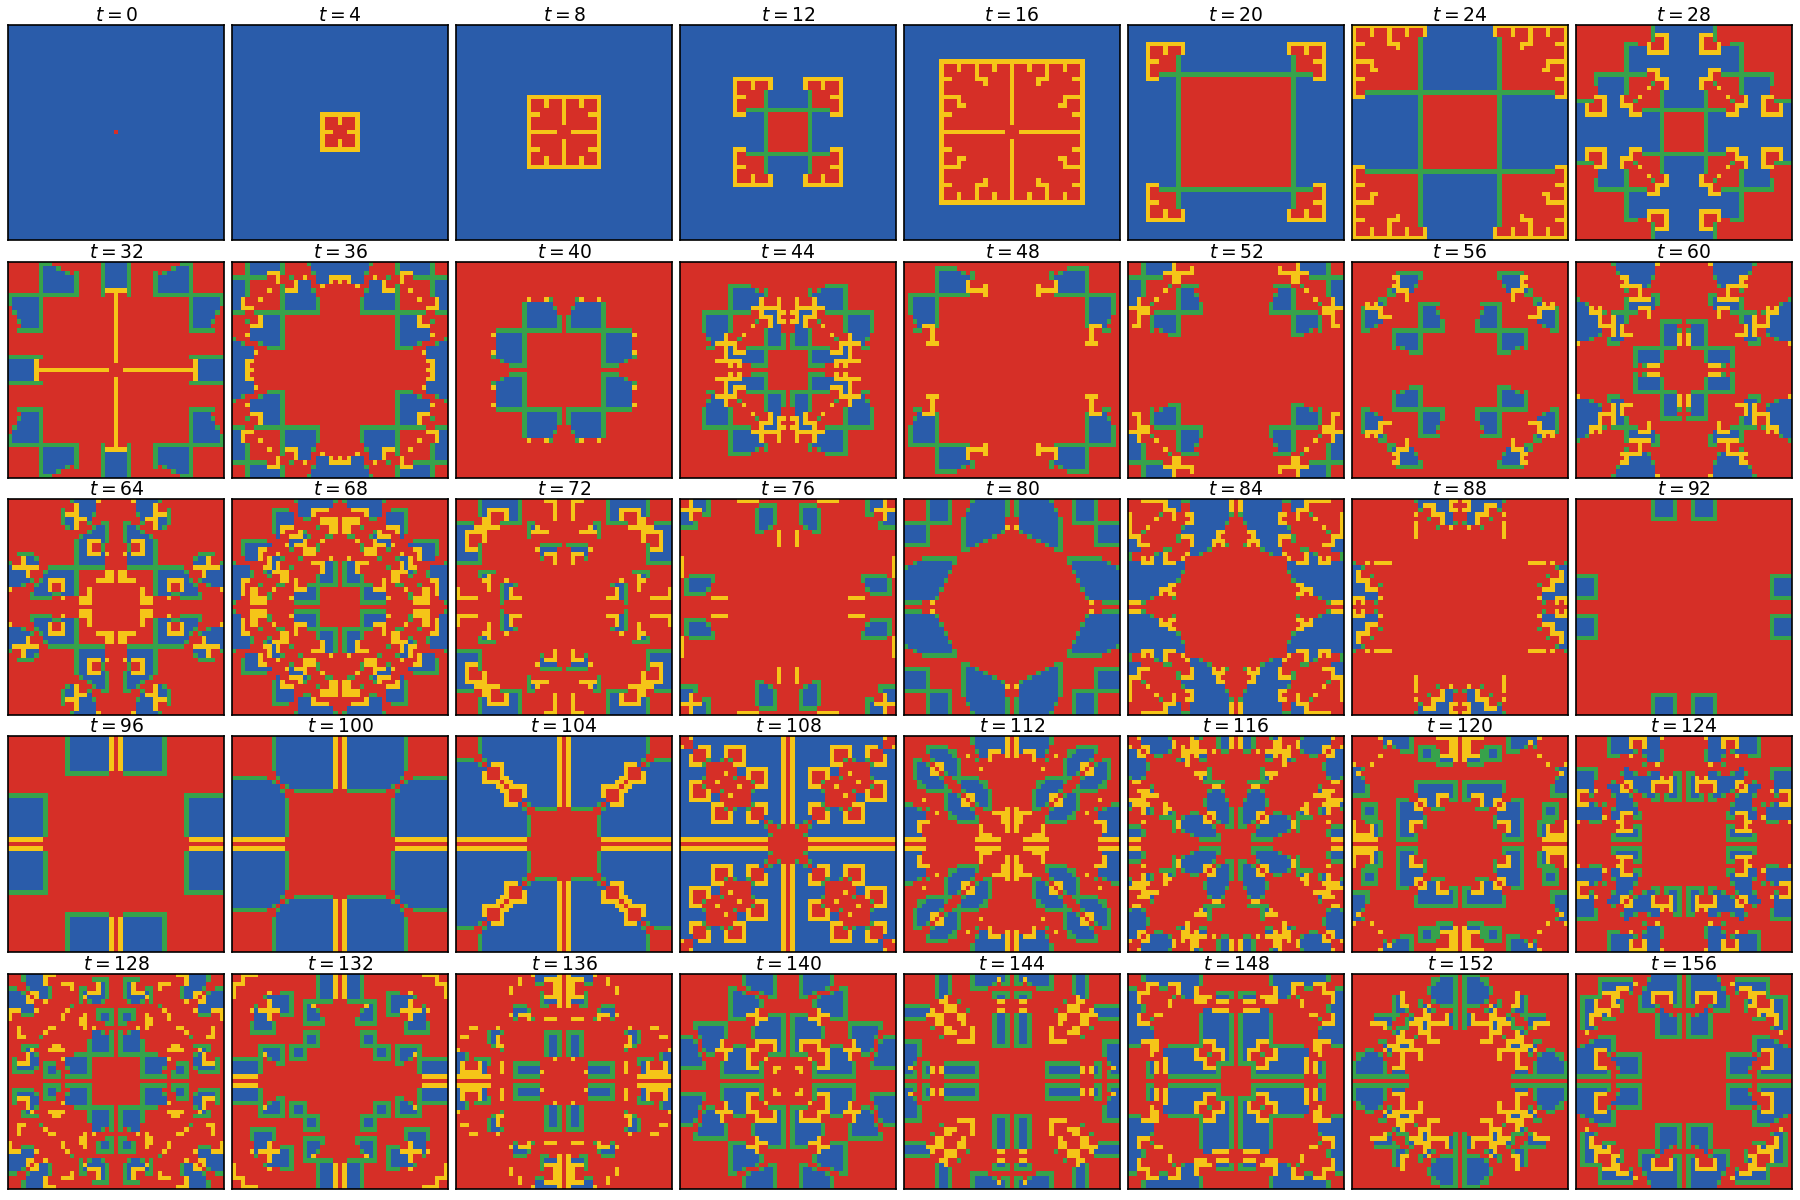 t = 0 t = 4 t = 8 t = 12 t = 16 t = 20 t = 24 t = 28
t = 32 t = 36 t = 40 t = 44 t = 48 t = 52 t = 56 t = 60
t = 64 t = 68 t = 72 t = 76 t = 80 t = 84 t = 88 t = 92
t = 96 t = 100 t = 104 t = 108 t = 112 t = 116 t = 120 t = 124
t = 128 t = 132 t = 136 t = 140 t = 144 t = 148 t = 152 t = 156